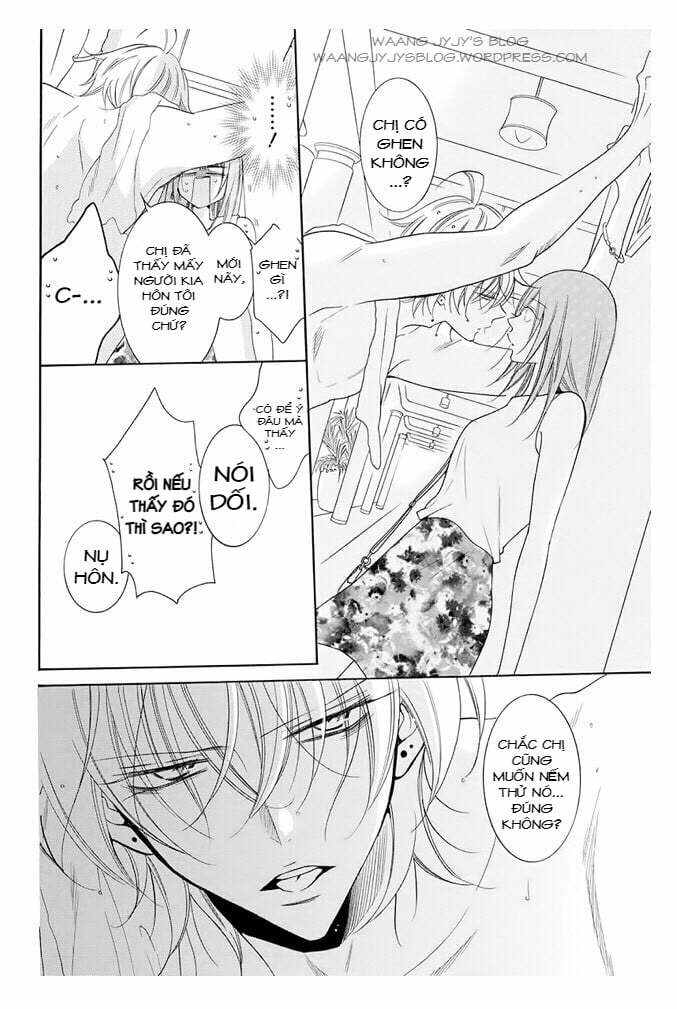 WAANG JYJY'S BLOG
WAANGJYJYSBLOG.WORDPRESS.COM
CHỊ CÓ
GHEN
KHÔNG
...?
......
GHEN
GÌ
...?!
MỚI
NÃY,
CHỊ ĐÃ
THẤY MẤY
NGƯỜI KIA
HÔN TÔI
ĐÚNG
CHỨ?
C-...
CÓ ĐỂ Ý
ĐÂU MÀ
THẤY
...
NÓI
DỐI.
RỒI NẾU
THẤY ĐÓ
THÌ SAO?!
NỤ
HÔN.
CHẮC CHỊ
CŨNG
MUỐN NẾM
THỬ NÓ...
ĐÚNG
KHÔNG?